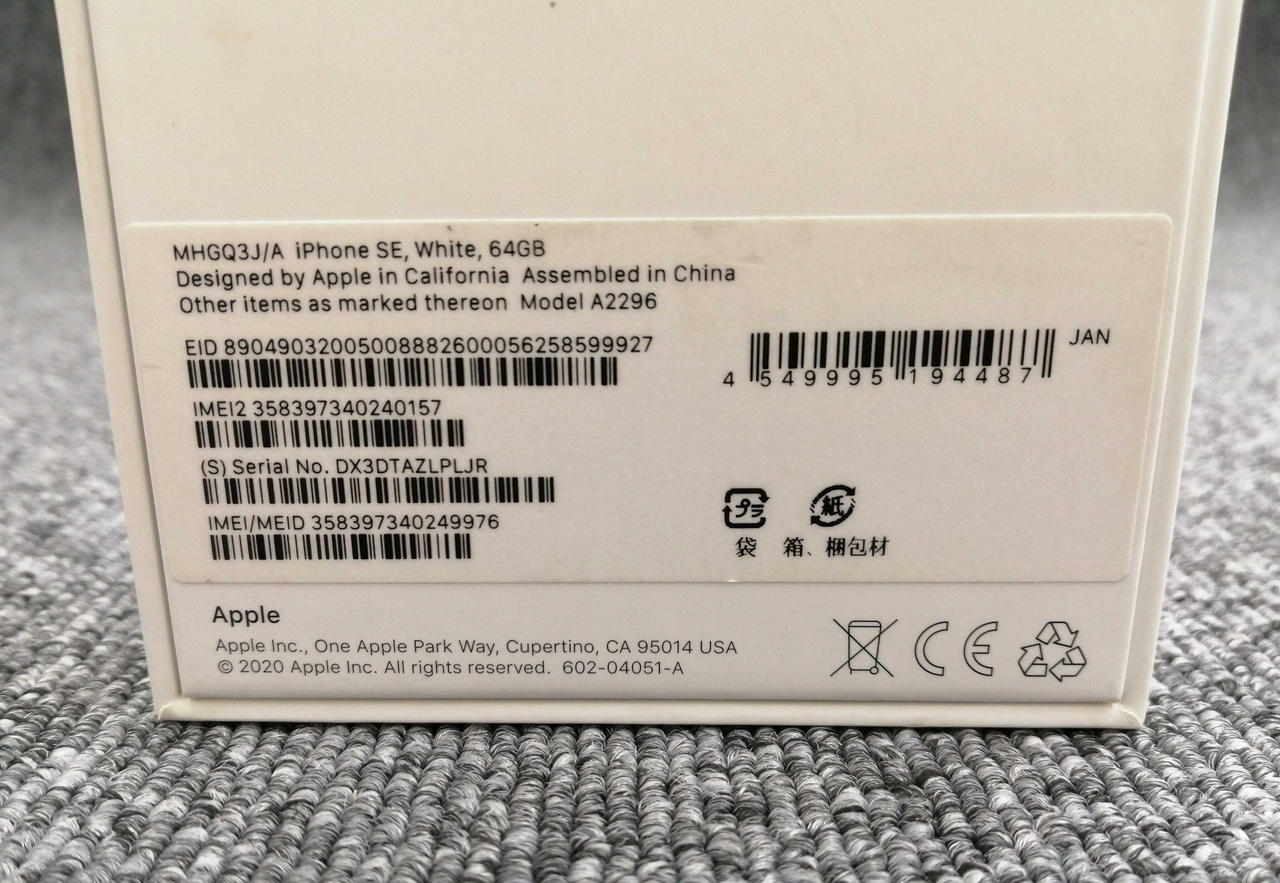 MHGQ3J/A iPhone SE, White, 64GB
Designed by Apple in California Assembled in China
Other items as marked thereon Model A2296
EID 89049032005008882600056258599927
IMEI2 358397340240157
(S) Serial No. DX3DTAZLPLJR
IMEI/MEID 358397340249976
JAN
4 549995 194487
プラ 紙
袋 箱、梱包材
Apple
Apple Inc., One Apple Park Way, Cupertino, CA 95014 USA
© 2020 Apple Inc. All rights reserved. 602-04051-A
CE